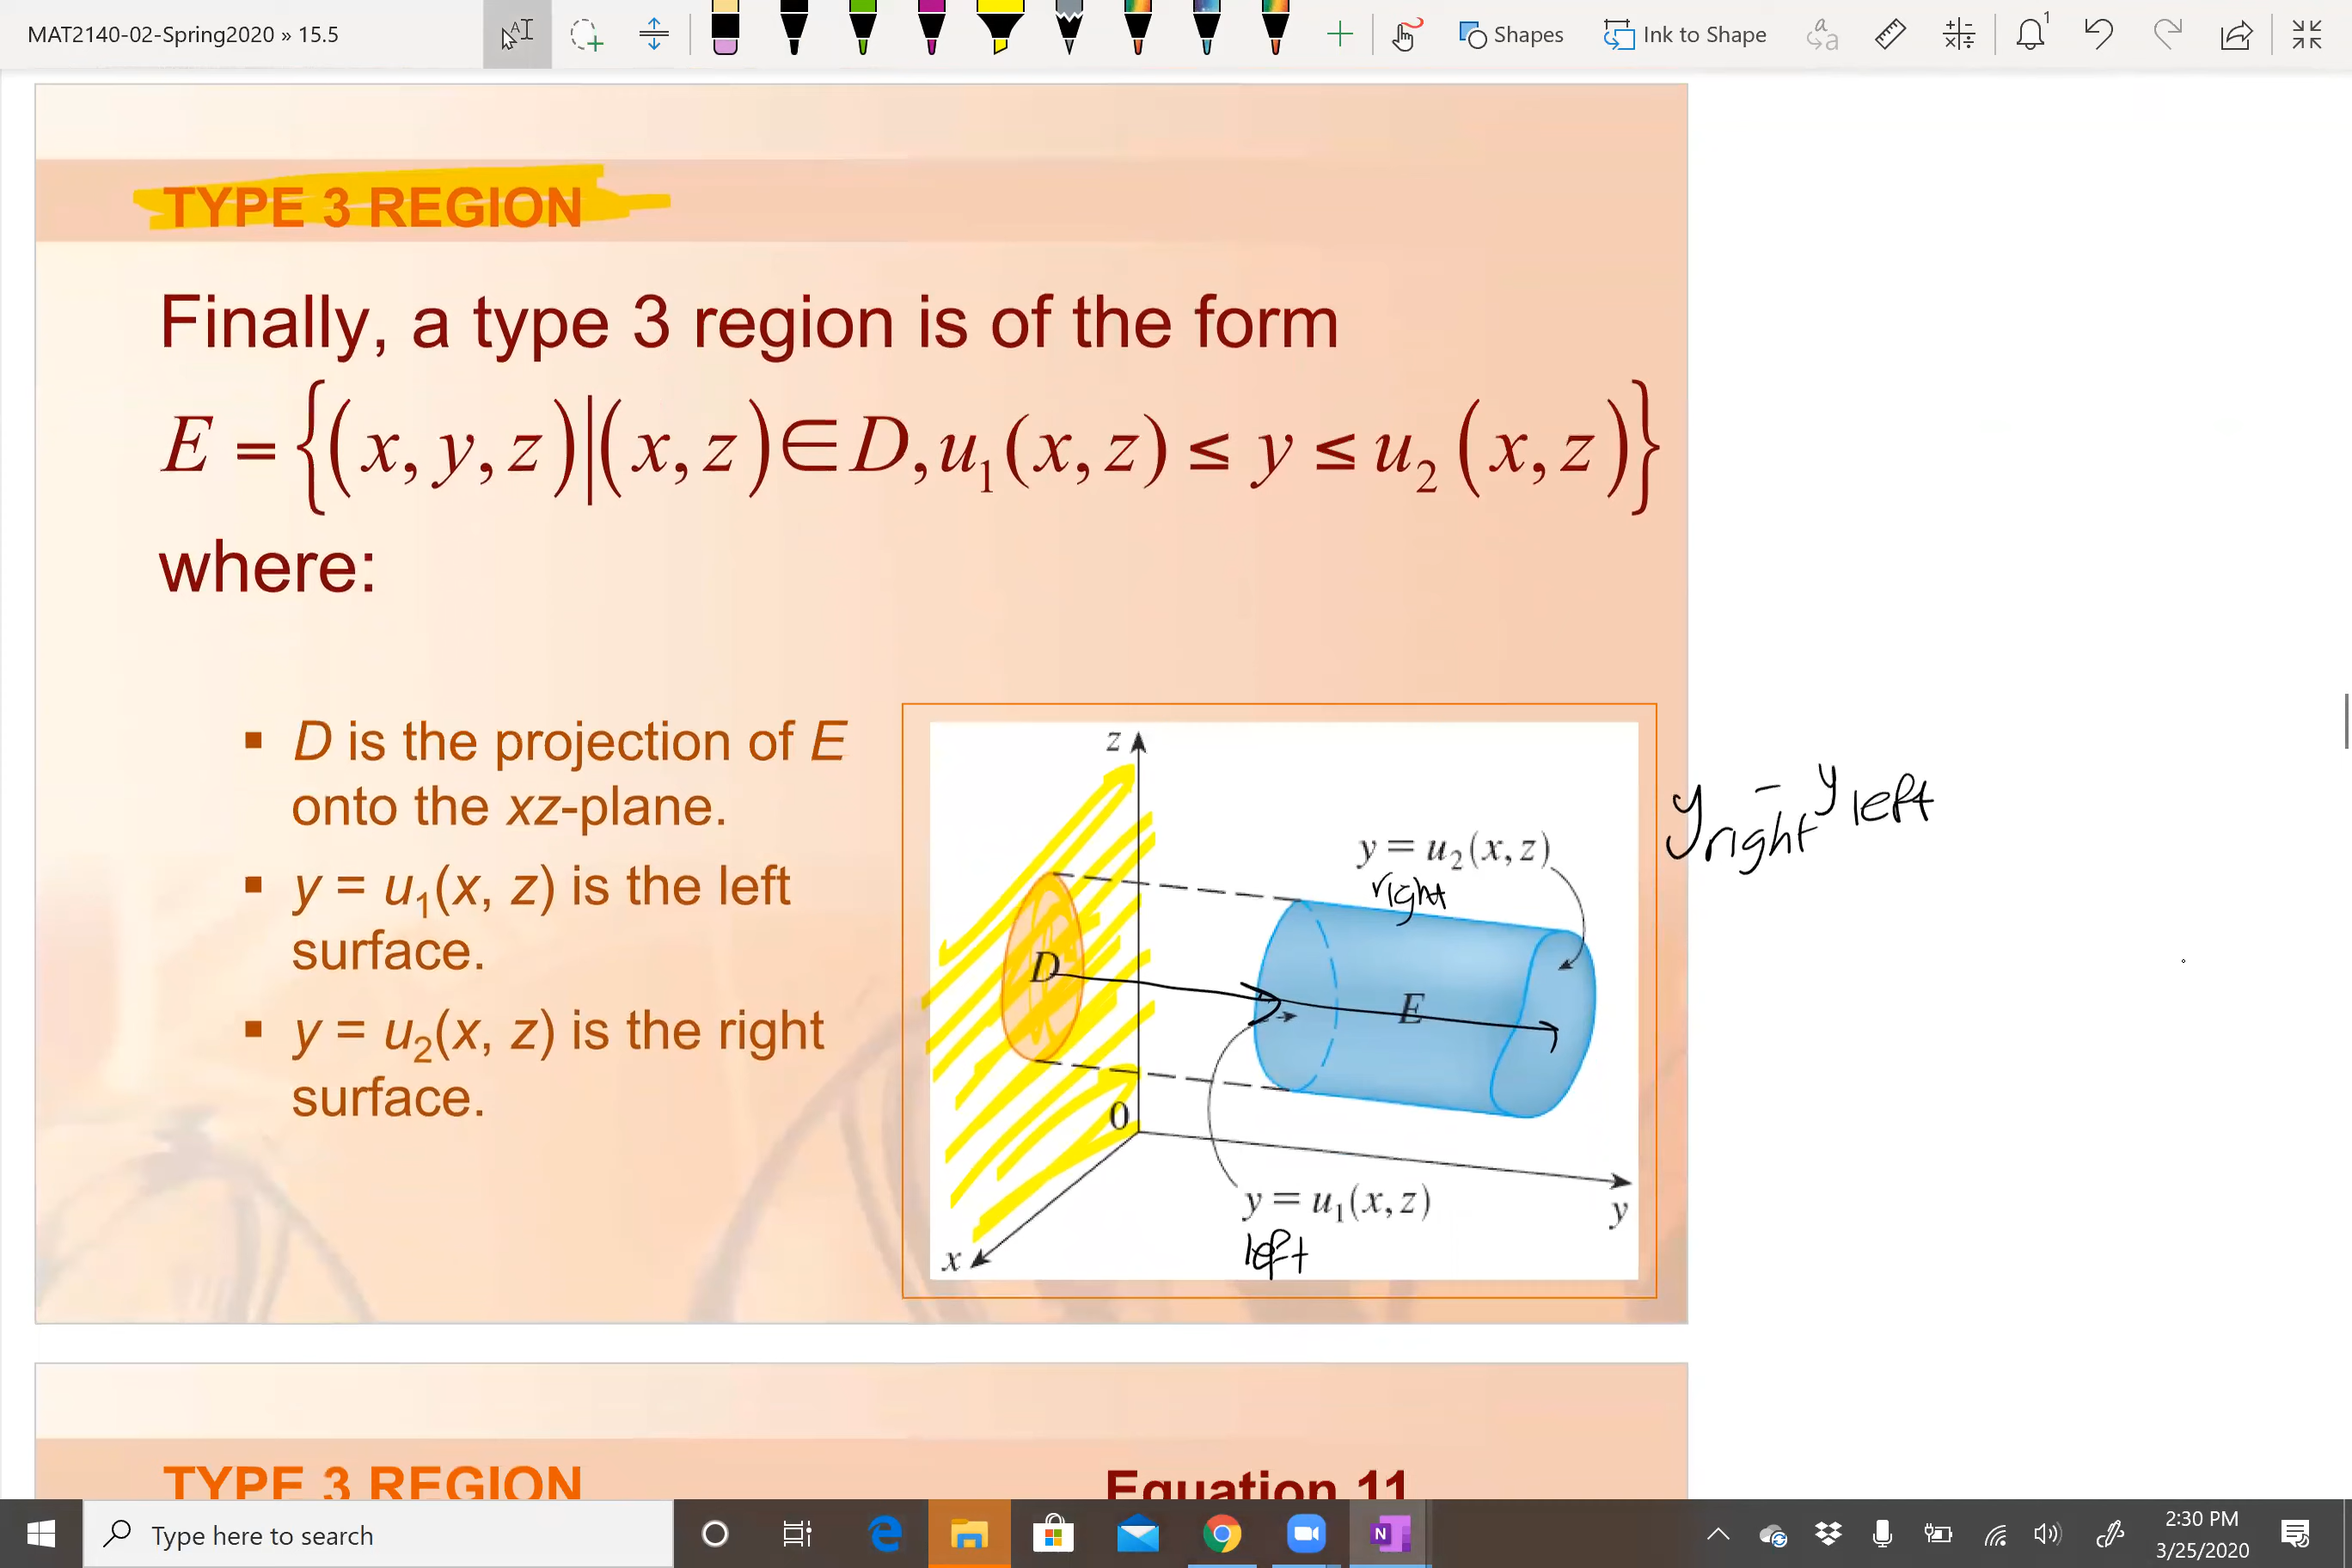 MAT2140-02-Spring2020 » 15.5
Shapes
Ink to Shape
1
TYPE 3 REGION
Finally, a type 3 region is of the form
E = {(x, y, z)|(x, z)∈D, u₁(x, z) ≤ y ≤ u₂(x, z)}
where:
▪ D is the projection of E
onto the xz-plane.
▪ y = u₁(x, z) is the left
surface.
▪ y = u₂(x, z) is the right
surface.
z
y = u₂(x, z)
right
D
E
0
y = u₁(x, z)
left
y
x
y right - y left
TYPE 3 REGION
Equation 11
Type here to search
2:30 PM
3/25/2020